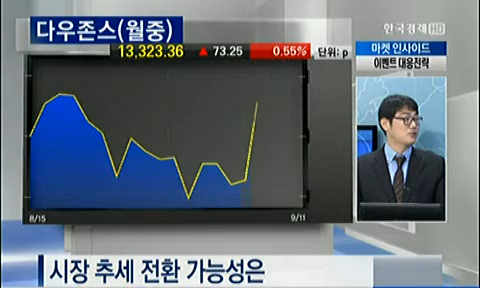 다우존스(월중)
한국경제 HD
13,323.36 ▲ 73.25 0.55% 단위: p
마켓 인사이드
이벤트 대응전략
8/15 9/11
시장 추세 전환 가능성은